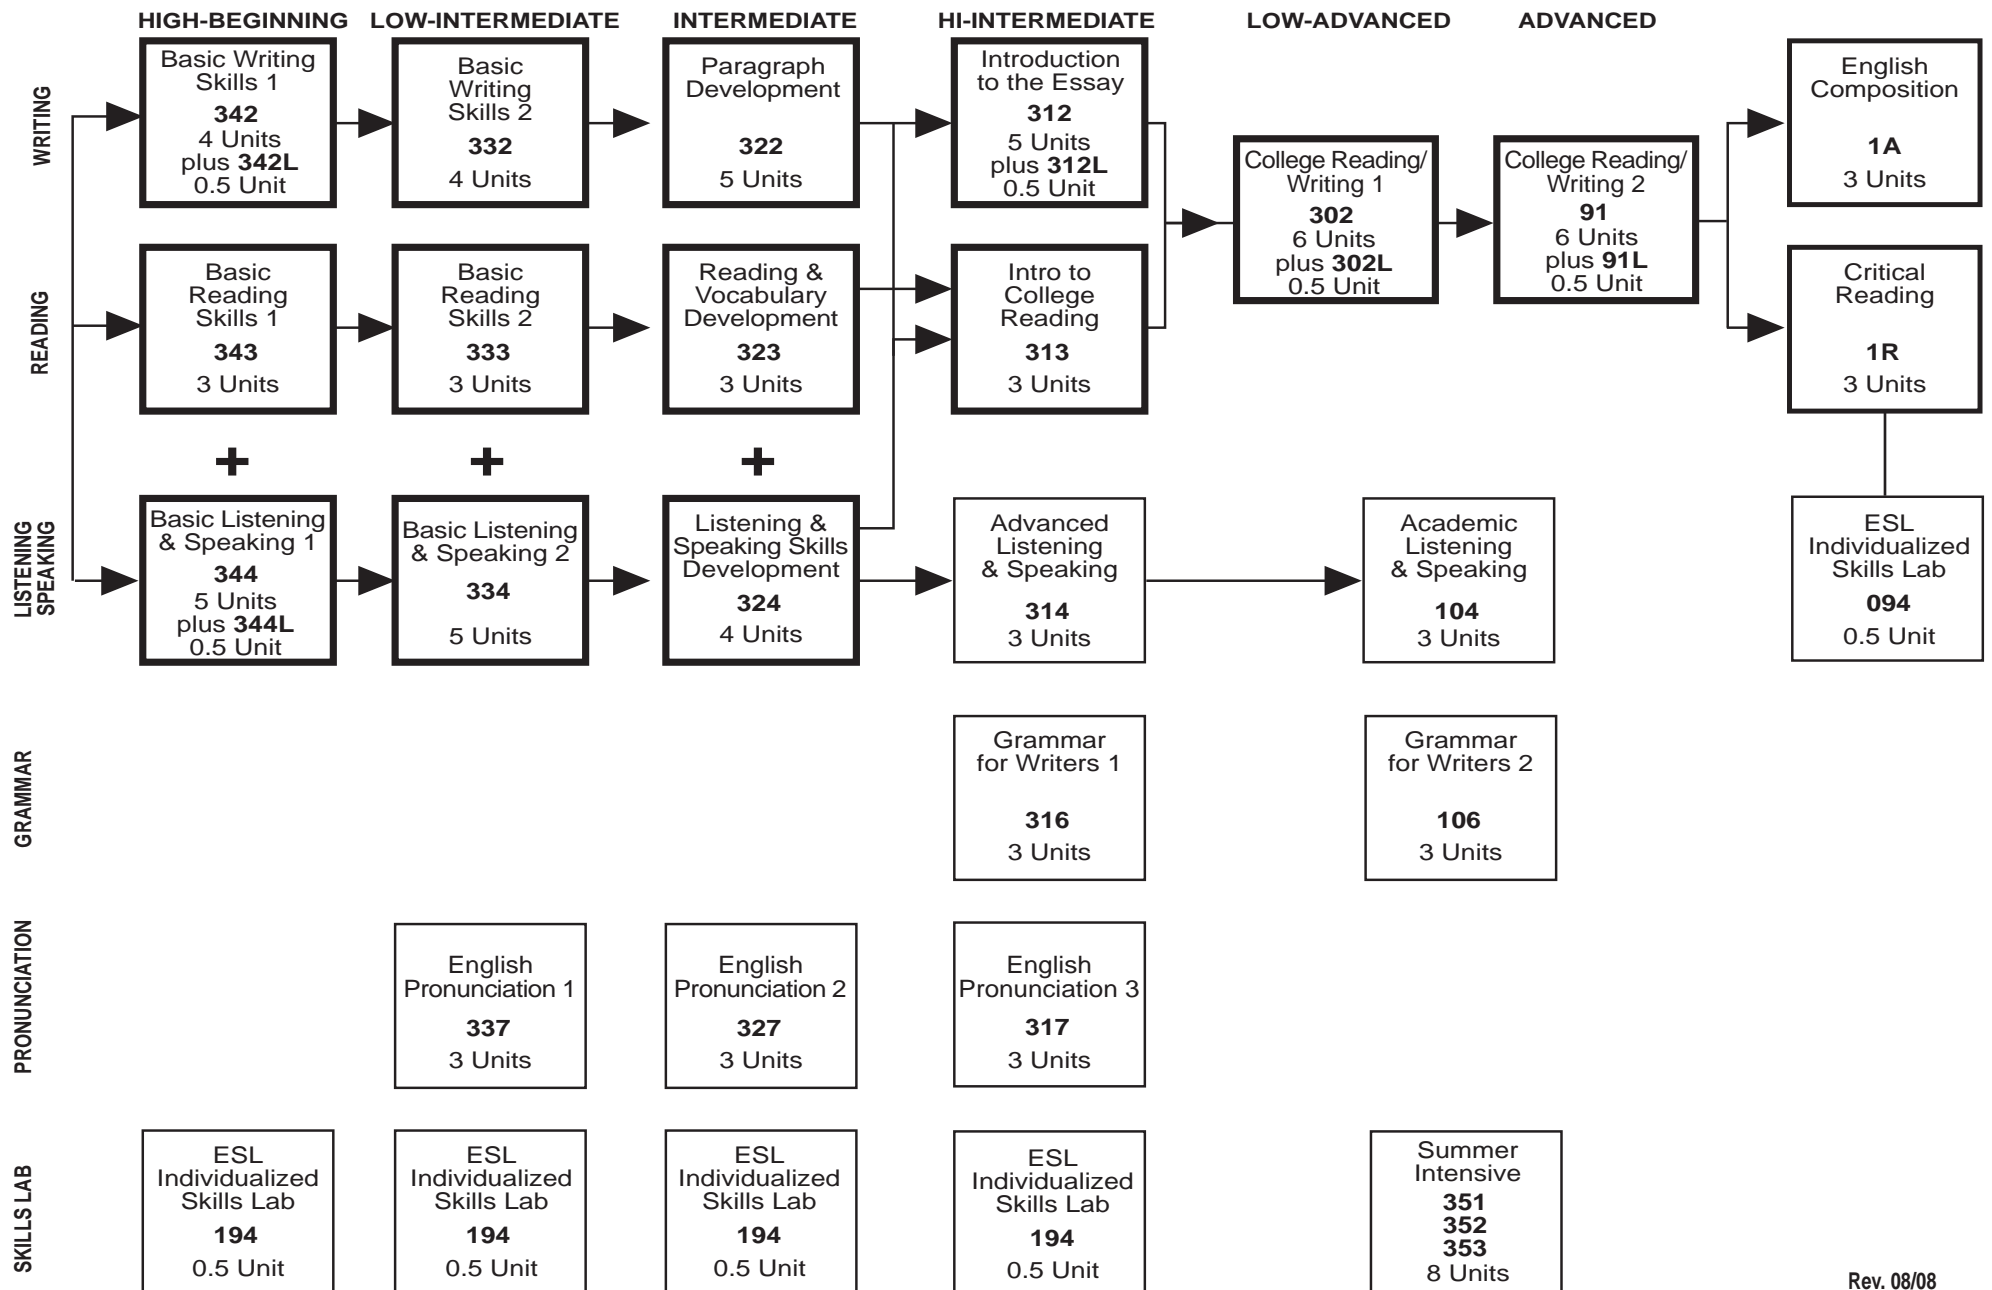 HIGH-BEGINNING
LOW-INTERMEDIATE
INTERMEDIATE
HI-INTERMEDIATE
LOW-ADVANCED
ADVANCED
WRITING
Basic Writing
Skills 1
342
4 Units
plus 342L
0.5 Unit
Basic
Writing
Skills 2
332
4 Units
Paragraph
Development
322
5 Units
Introduction
to the Essay
312
5 Units
plus 312L
0.5 Unit
College Reading/
Writing 1
302
6 Units
plus 302L
0.5 Unit
College Reading/
Writing 2
91
6 Units
plus 91L
0.5 Unit
English
Composition
1A
3 Units
READING
Basic
Reading
Skills 1
343
3 Units
Basic
Reading
Skills 2
333
3 Units
Reading &
Vocabulary
Development
323
3 Units
Intro to
College
Reading
313
3 Units
Critical
Reading
1R
3 Units
+
+
+
LISTENING
SPEAKING
Basic Listening
& Speaking 1
344
5 Units
plus 344L
0.5 Unit
Basic Listening
& Speaking 2
334
5 Units
Listening &
Speaking Skills
Development
324
4 Units
Advanced
Listening
& Speaking
314
3 Units
Academic
Listening
& Speaking
104
3 Units
ESL
Individualized
Skills Lab
094
0.5 Unit
GRAMMAR
Grammar
for Writers 1
316
3 Units
Grammar
for Writers 2
106
3 Units
PRONUNCIATION
English
Pronunciation 1
337
3 Units
English
Pronunciation 2
327
3 Units
English
Pronunciation 3
317
3 Units
SKILLS LAB
ESL
Individualized
Skills Lab
194
0.5 Unit
ESL
Individualized
Skills Lab
194
0.5 Unit
ESL
Individualized
Skills Lab
194
0.5 Unit
ESL
Individualized
Skills Lab
194
0.5 Unit
Summer
Intensive
351
352
353
8 Units
Rev. 08/08